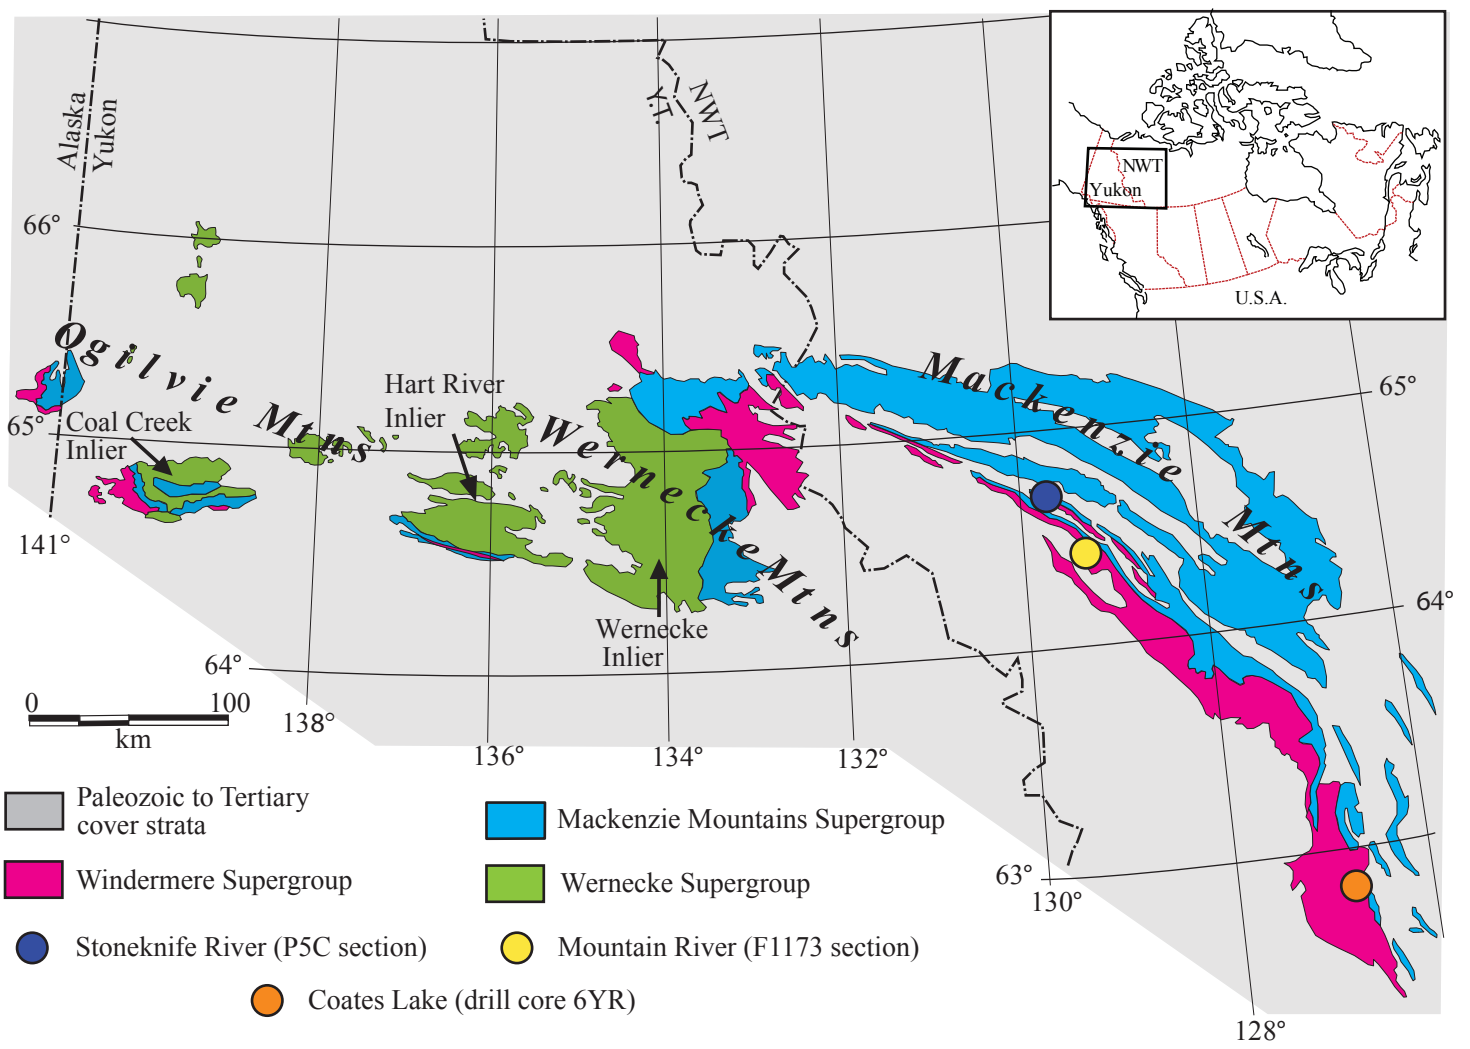 Alaska
Yukon
Y.T.
NWT
NWT
Yukon
U.S.A.
66°
65°
65°
64°
64°
63°
141°
138°
136°
134°
132°
130°
128°
Ogilvie Mtns
Wernecke Mtns
Mackenzie Mtns
Coal Creek
Inlier
Hart River
Inlier
Wernecke
Inlier
0 100
km
Paleozoic to Tertiary
cover strata
Mackenzie Mountains Supergroup
Windermere Supergroup
Wernecke Supergroup
Stoneknife River (P5C section)
Mountain River (F1173 section)
Coates Lake (drill core 6YR)